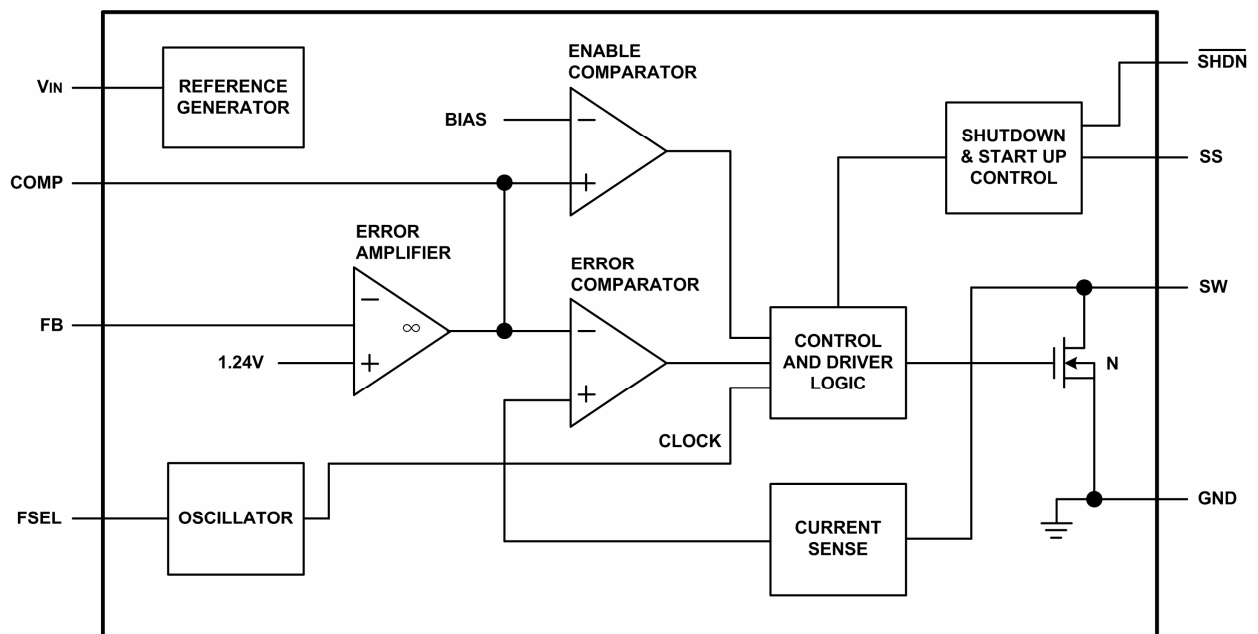 ENABLE
COMPARATOR
SHDN
VIN
REFERENCE
GENERATOR
BIAS
−
+
SHUTDOWN
& START UP
CONTROL
SS
COMP
ERROR
AMPLIFIER
−
∞
+
ERROR
COMPARATOR
−
+
SW
FB
1.24V
CONTROL
AND DRIVER
LOGIC
N
CLOCK
FSEL
OSCILLATOR
CURRENT
SENSE
GND